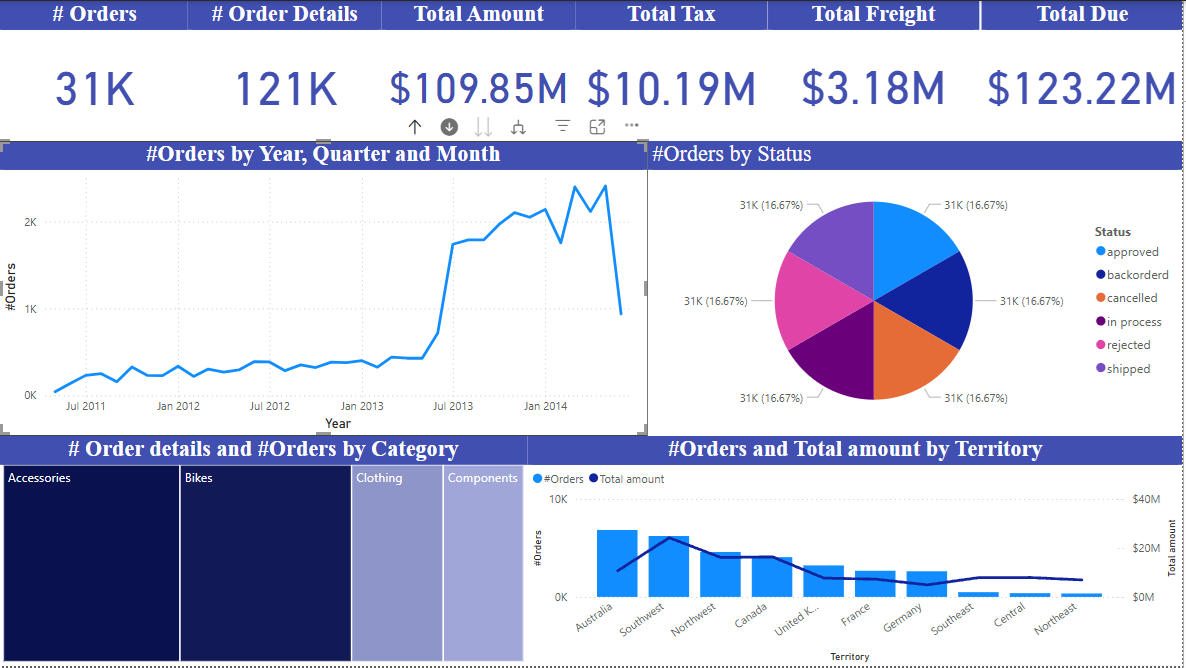 # Orders
# Order Details
Total Amount
Total Tax
Total Freight
Total Due
31K
121K
$109.85M
$10.19M
$3.18M
$123.22M
#Orders by Year, Quarter and Month
#Orders
2K
1K
0K
Jul 2011
Jan 2012
Jul 2012
Jan 2013
Jul 2013
Jan 2014
Year
#Orders by Status
31K (16.67%)
31K (16.67%)
31K (16.67%)
31K (16.67%)
31K (16.67%)
31K (16.67%)
Status
approved
backorderd
cancelled
in process
rejected
shipped
# Order details and #Orders by Category
Accessories
Bikes
Clothing
Components
#Orders and Total amount by Territory
#Orders
Total amount
#Orders
10K
0K
$40M
$20M
$0M
Total amount
Australia
Southwest
Northwest
Canada
United K...
France
Germany
Southeast
Central
Northeast
Territory